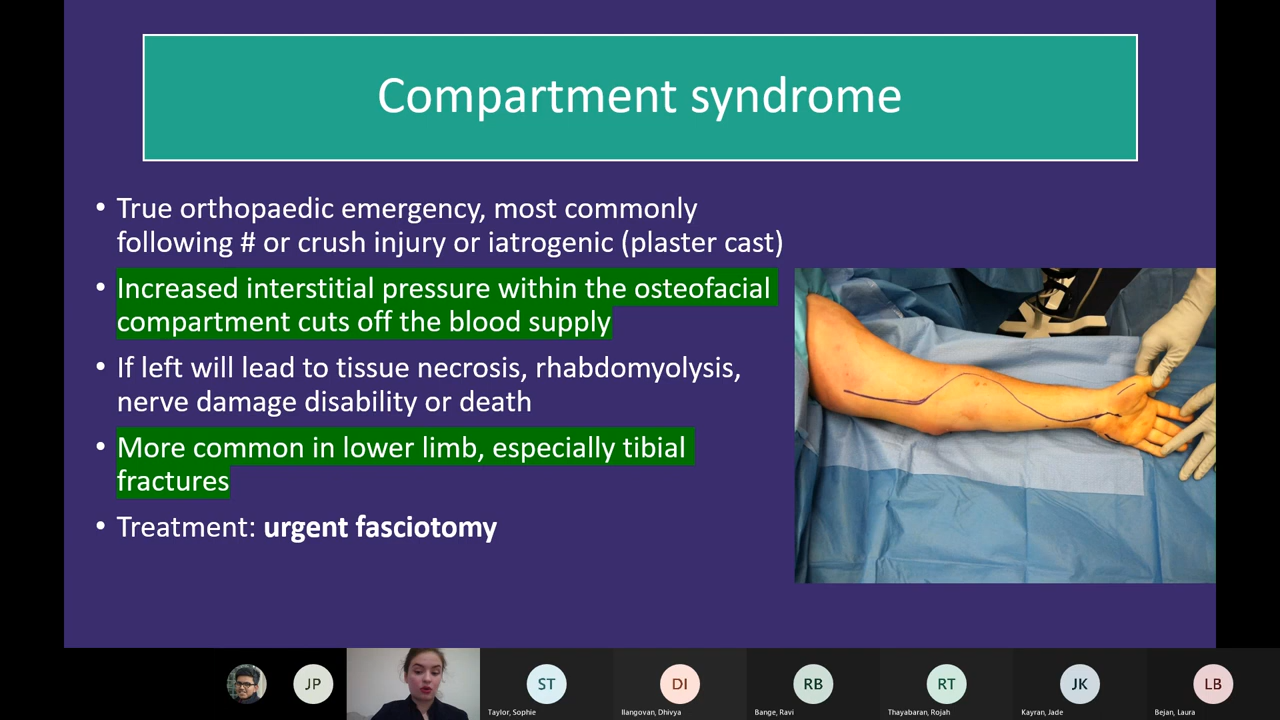 Compartment syndrome
• True orthopaedic emergency, most commonly
following # or crush injury or iatrogenic (plaster cast)
• Increased interstitial pressure within the osteofacial
compartment cuts off the blood supply
• If left will lead to tissue necrosis, rhabdomyolysis,
nerve damage disability or death
• More common in lower limb, especially tibial
fractures
• Treatment: urgent fasciotomy
JP
ST
DI
RB
RT
JK
LB
Taylor, Sophie
Ilangovan, Dhivya
Bange, Ravi
Thayabaran, Rojah
Kayran, Jade
Bejan, Laura